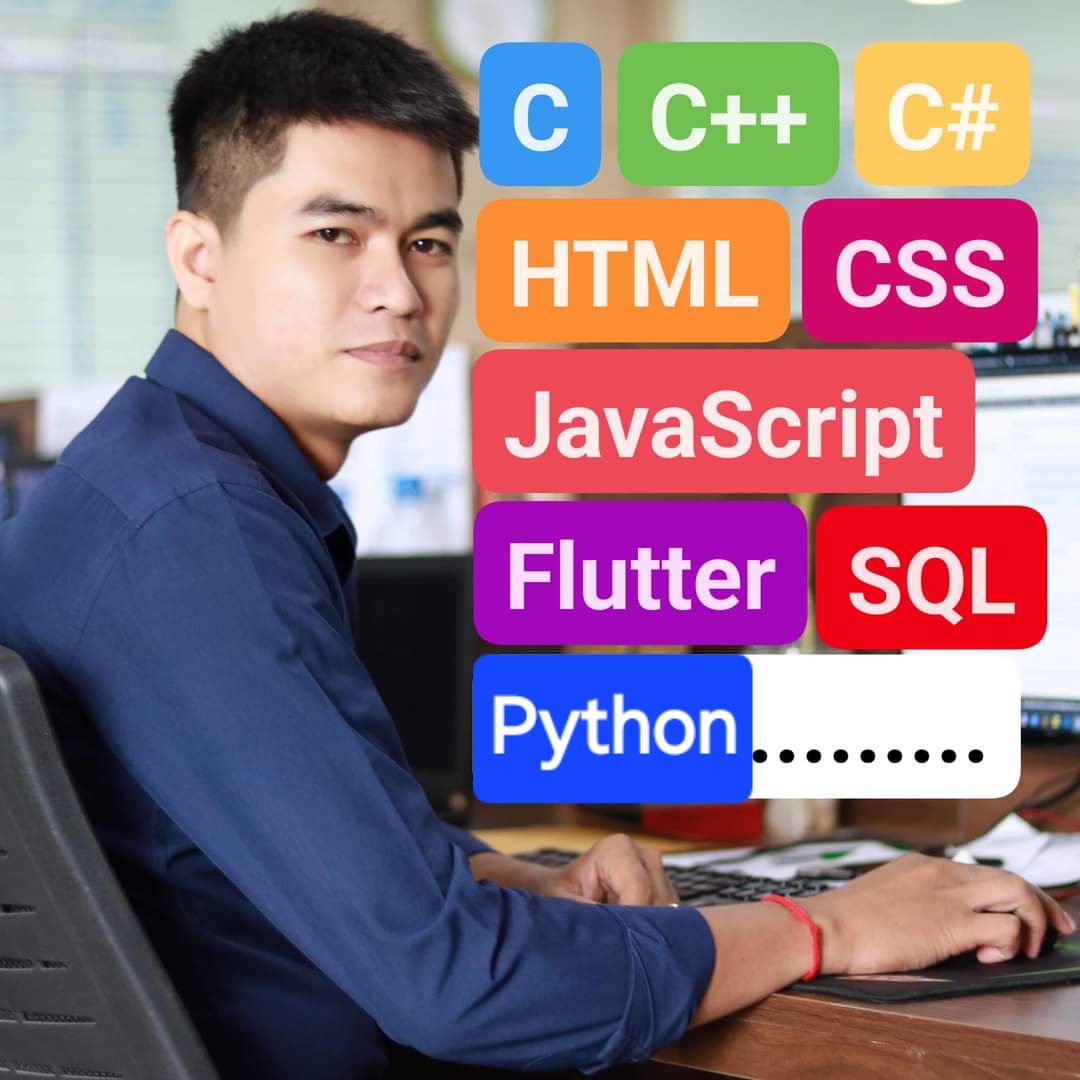 C C++ C#
HTML CSS
JavaScript
Flutter SQL
Python.........